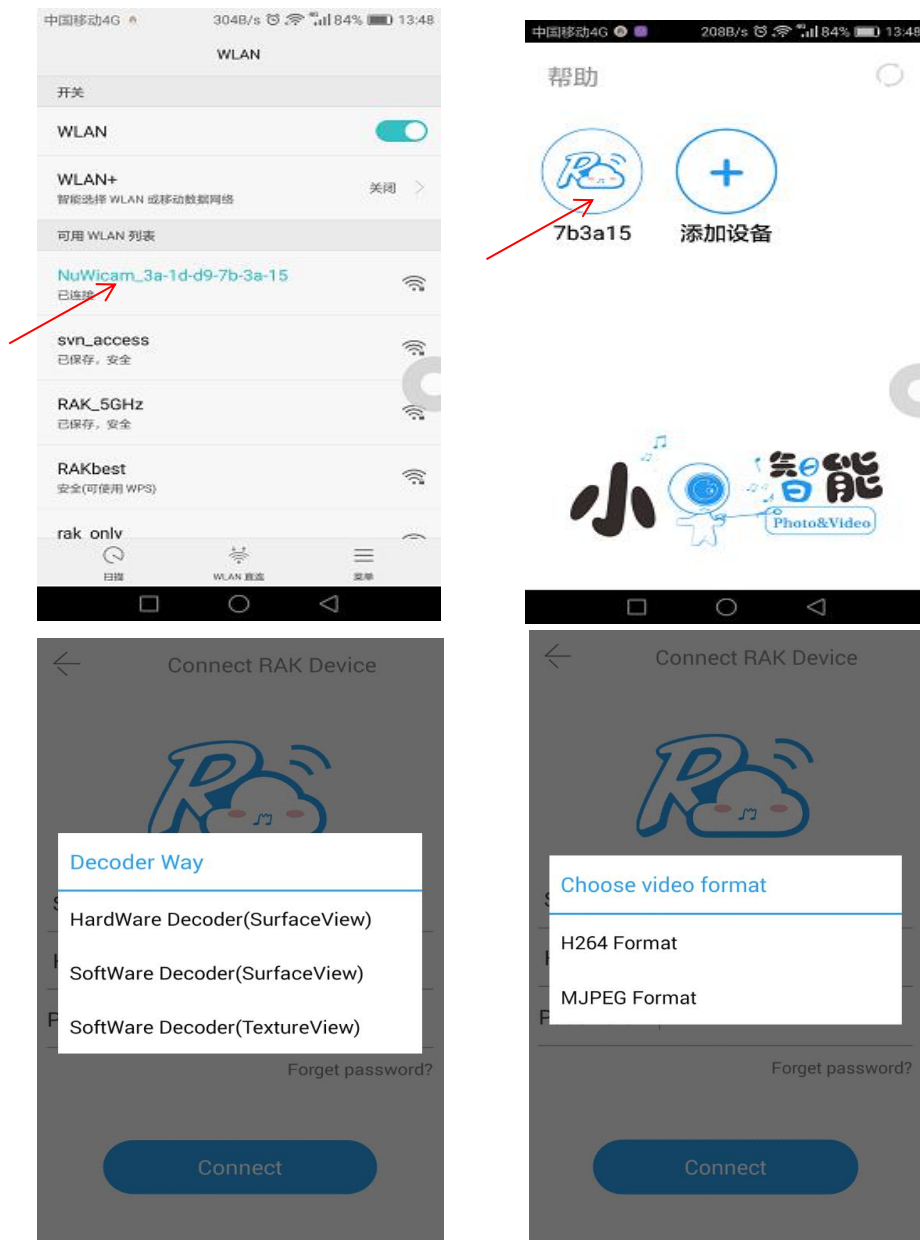 中国移动4G
304B/s
84%
13:48
WLAN
开关
WLAN
WLAN+
智能选择 WLAN 或移动数据网络
关闭
可用 WLAN 列表
NuWicam_3a-1d-d9-7b-3a-15
已连接
svn_access
已保存，安全
RAK_5GHz
已保存，安全
RAKbest
安全(可使用 WPS)
rak_only
扫描
WLAN 直连
菜单
中国移动4G
208B/s
84%
13:48
帮助
7b3a15
添加设备
小
智能
Photo&Video
Connect RAK Device
Decoder Way
HardWare Decoder(SurfaceView)
SoftWare Decoder(SurfaceView)
SoftWare Decoder(TextureView)
Forget password?
Connect
Connect RAK Device
Choose video format
H264 Format
MJPEG Format
Forget password?
Connect